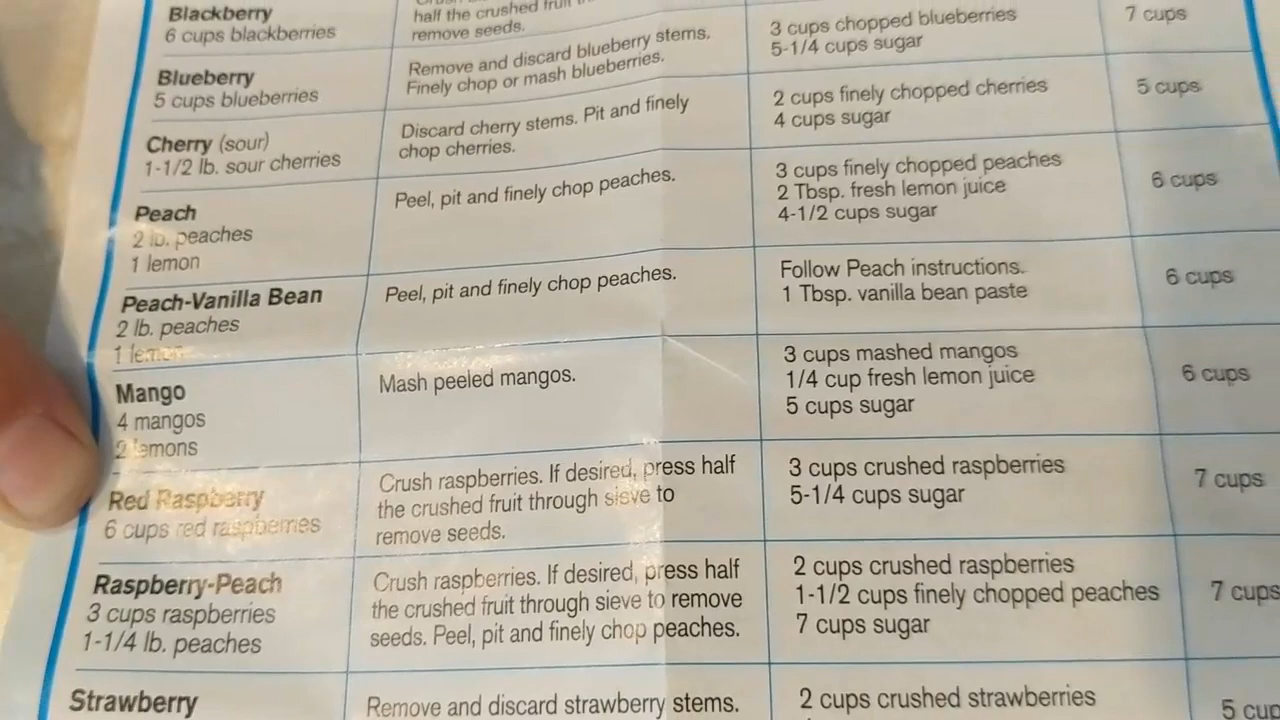 Blackberry
6 cups blackberries
half the crushed fruit
remove seeds.
Blueberry
5 cups blueberries
Remove and discard blueberry stems.
Finely chop or mash blueberries.
3 cups chopped blueberries
5-1/4 cups sugar
7 cups
Cherry (sour)
1-1/2 lb. sour cherries
Discard cherry stems. Pit and finely
chop cherries.
2 cups finely chopped cherries
4 cups sugar
5 cups
Peach
2 lb. peaches
1 lemon
Peel, pit and finely chop peaches.
3 cups finely chopped peaches
2 Tbsp. fresh lemon juice
4-1/2 cups sugar
6 cups
Peach-Vanilla Bean
2 lb. peaches
1 lemon
Peel, pit and finely chop peaches.
Follow Peach instructions.
1 Tbsp. vanilla bean paste
6 cups
Mango
4 mangos
2 lemons
Mash peeled mangos.
3 cups mashed mangos
1/4 cup fresh lemon juice
5 cups sugar
6 cups
Red Raspberry
6 cups red raspberries
Crush raspberries. If desired, press half
the crushed fruit through sieve to
remove seeds.
3 cups crushed raspberries
5-1/4 cups sugar
7 cups
Raspberry-Peach
3 cups raspberries
1-1/4 lb. peaches
Crush raspberries. If desired, press half
the crushed fruit through sieve to remove
seeds. Peel, pit and finely chop peaches.
2 cups crushed raspberries
1-1/2 cups finely chopped peaches
7 cups sugar
7 cups
Strawberry
Remove and discard strawberry stems.
2 cups crushed strawberries
5 cup